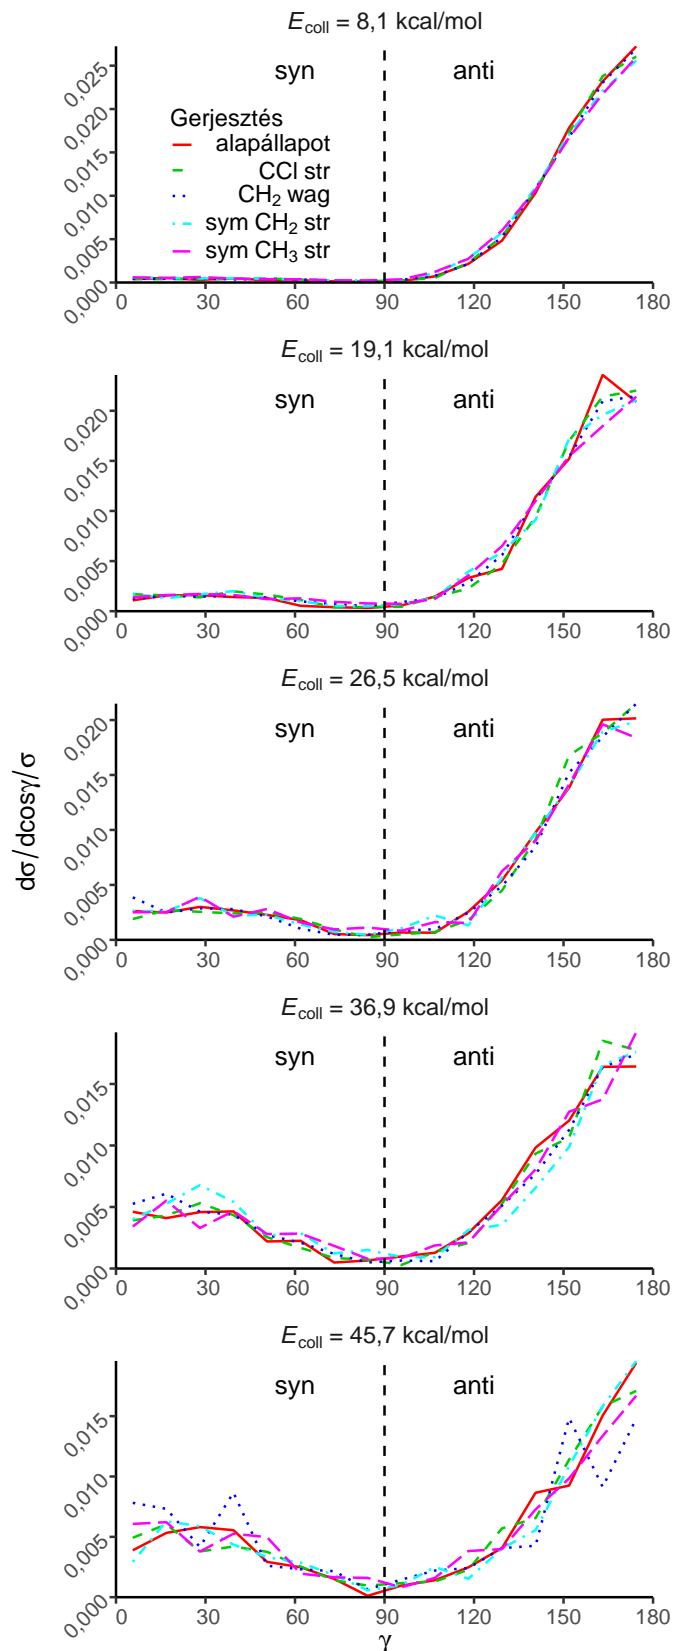 E_coll = 8,1 kcal/mol
syn anti
Gerjesztés
alapállapot
CCl str
CH₂ wag
sym CH₂ str
sym CH₃ str
0,025
0,020
0,015
0,010
0,005
0,000
0 30 60 90 120 150 180
E_coll = 19,1 kcal/mol
syn anti
0,020
0,015
0,010
0,005
0,000
0 30 60 90 120 150 180
E_coll = 26,5 kcal/mol
syn anti
0,020
0,015
0,010
0,005
0,000
0 30 60 90 120 150 180
dσ/dcosγ/σ
E_coll = 36,9 kcal/mol
syn anti
0,015
0,010
0,005
0,000
0 30 60 90 120 150 180
E_coll = 45,7 kcal/mol
syn anti
0,015
0,010
0,005
0,000
0 30 60 90 120 150 180
γ